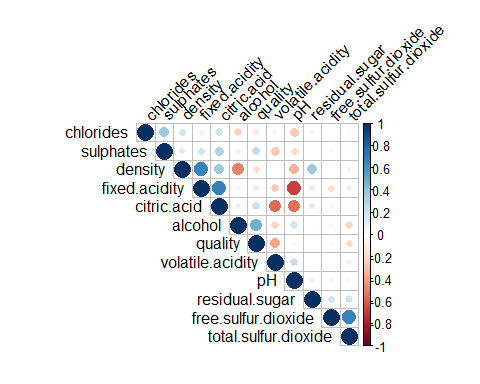 chlorides
sulphates
density
fixed.acidity
citric.acid
alcohol
quality
volatile.acidity
pH
residual.sugar
free.sulfur.dioxide
total.sulfur.dioxide
chlorides
sulphates
density
fixed.acidity
citric.acid
alcohol
quality
volatile.acidity
pH
residual.sugar
free.sulfur.dioxide
total.sulfur.dioxide
1
0.8
0.6
0.4
0.2
0
-0.2
-0.4
-0.6
-0.8
-1